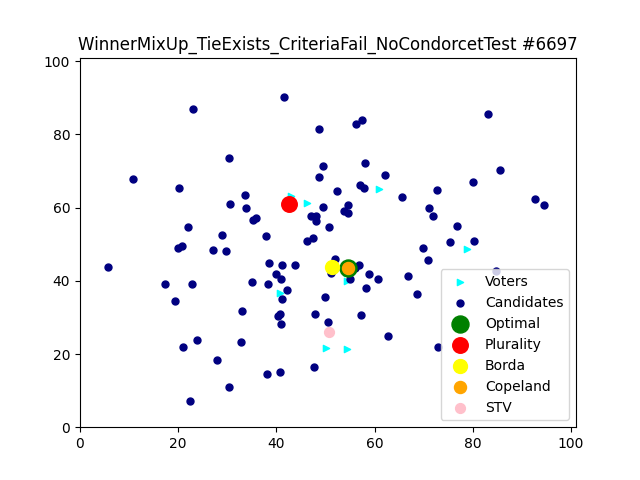 WinnerMixUp_TieExists_CriteriaFail_NoCondorcetTest #6697
100
80
60
40
20
0
0 20 40 60 80 100
Voters
Candidates
Optimal
Plurality
Borda
Copeland
STV